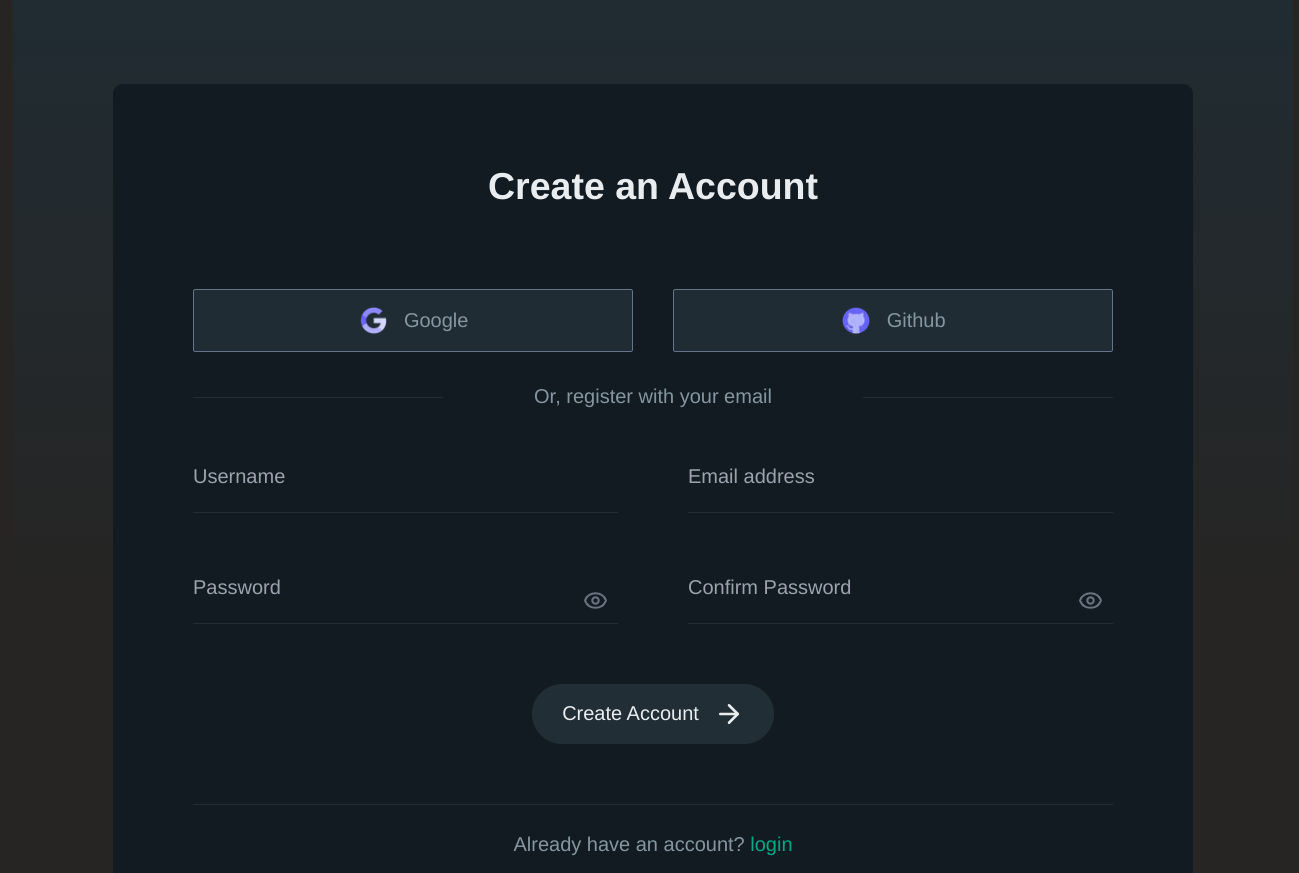 Create an Account
Google
Github
Or, register with your email
Username
Email address
Password
Confirm Password
Create Account
Already have an account? login